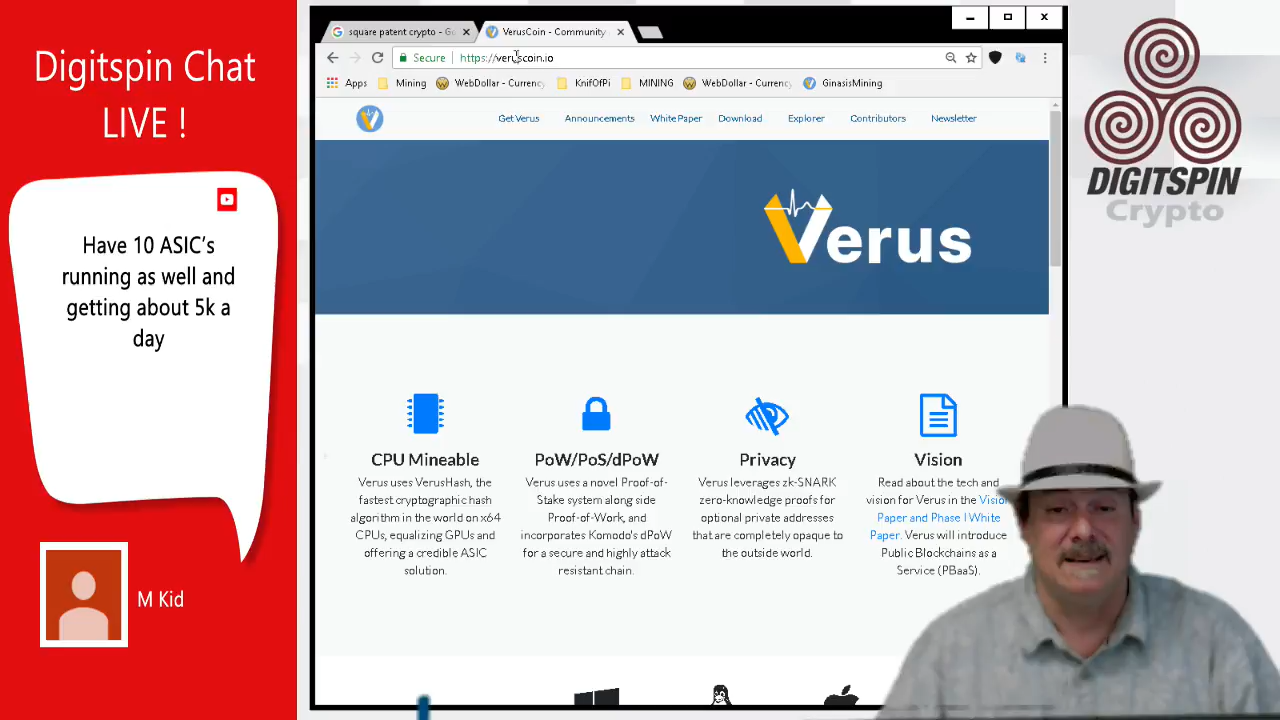 Digitspin Chat
LIVE !
Have 10 ASIC's
running as well and
getting about 5k a
day
M Kid
square patent crypto - Go
VerusCoin - Community
Secure
https://veruscoin.io
Apps
Mining
WebDollar - Currency
KnifOfPi
MINING
WebDollar - Currency
GinasisMining
Get Verus
Announcements
White Paper
Download
Explorer
Contributors
Newsletter
Verus
CPU Mineable
Verus uses VerusHash, the
fastest cryptographic hash
algorithm in the world on x64
CPUs, equalizing GPUs and
offering a credible ASIC
solution.
PoW/PoS/dPoW
Verus uses a novel Proof-of-
Stake system along side
Proof-of-Work, and
incorporates Komodo's dPoW
for a secure and highly attack
resistant chain.
Privacy
Verus leverages zk-SNARK
zero-knowledge proofs for
optional private addresses
that are completely opaque to
the outside world.
Vision
Read about the tech and
vision for Verus in the Vision
Paper and Phase I White
Paper. Verus will introduce
Public Blockchains as a
Service (PBaaS).
DIGITSPIN
Crypto